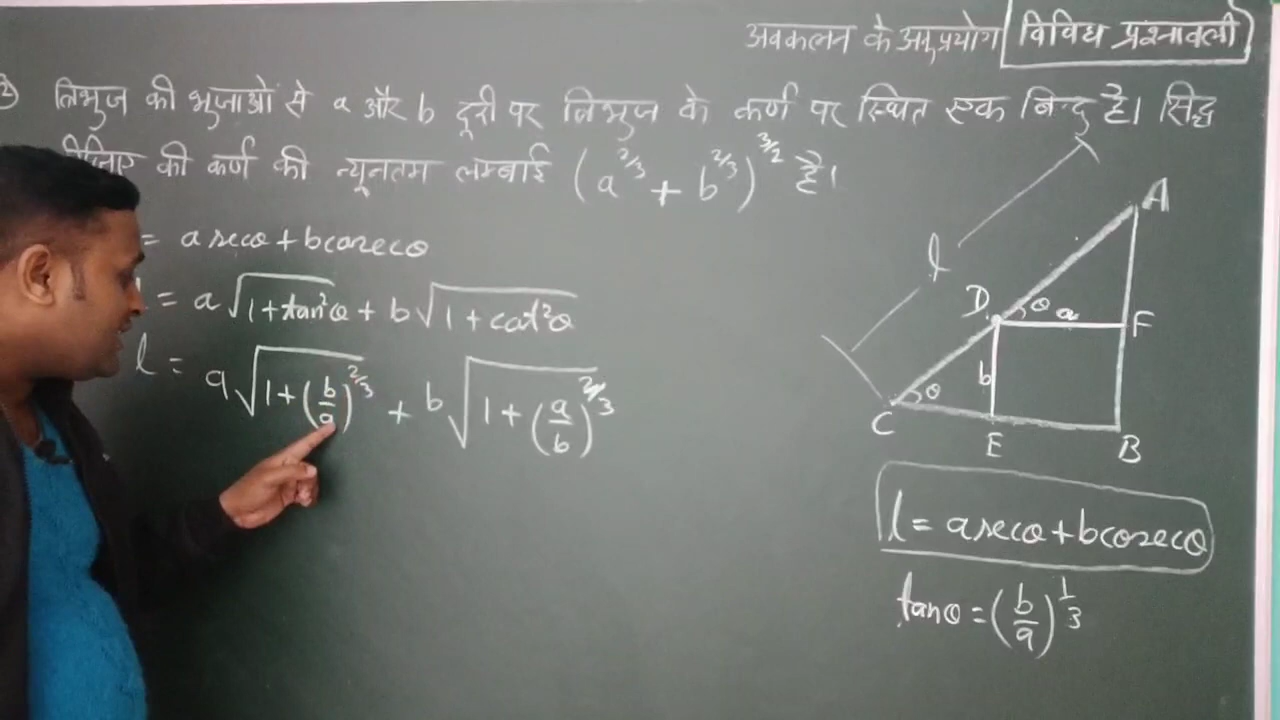 अवकलन के अनुप्रयोग विविध प्रश्नावली
② त्रिभुज की भुजाओं से a और b दूरी पर त्रिभुज के कर्ण पर स्थित एक बिन्दु है। सिद्ध
की कर्ण की न्यूनतम लम्बाई (a^{2/3} + b^{2/3})^{3/2} है।
= a secθ + b cosecθ
= a√(1+tan²θ) + b√(1+cot²θ)
l = a√(1+(b/a)^{2/3}) + b√(1+(a/b)^{2/3})
A
l
D θ a F
b
C θ
E B
l = a secθ + b cosecθ
tanθ = (b/a)^{1/3}